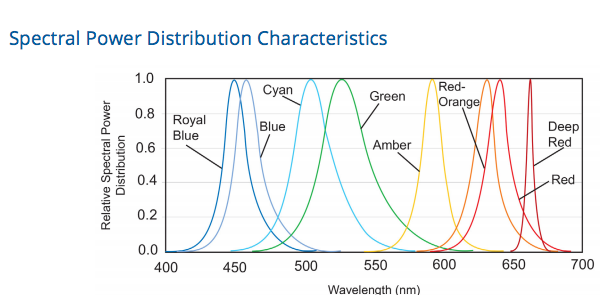 Spectral Power Distribution Characteristics
Relative Spectral Power
Distribution
1.0
0.8
0.6
0.4
0.2
0.0
Royal
Blue
Blue
Cyan
Green
Amber
Red-
Orange
Deep
Red
Red
400 450 500 550 600 650 700
Wavelength (nm)